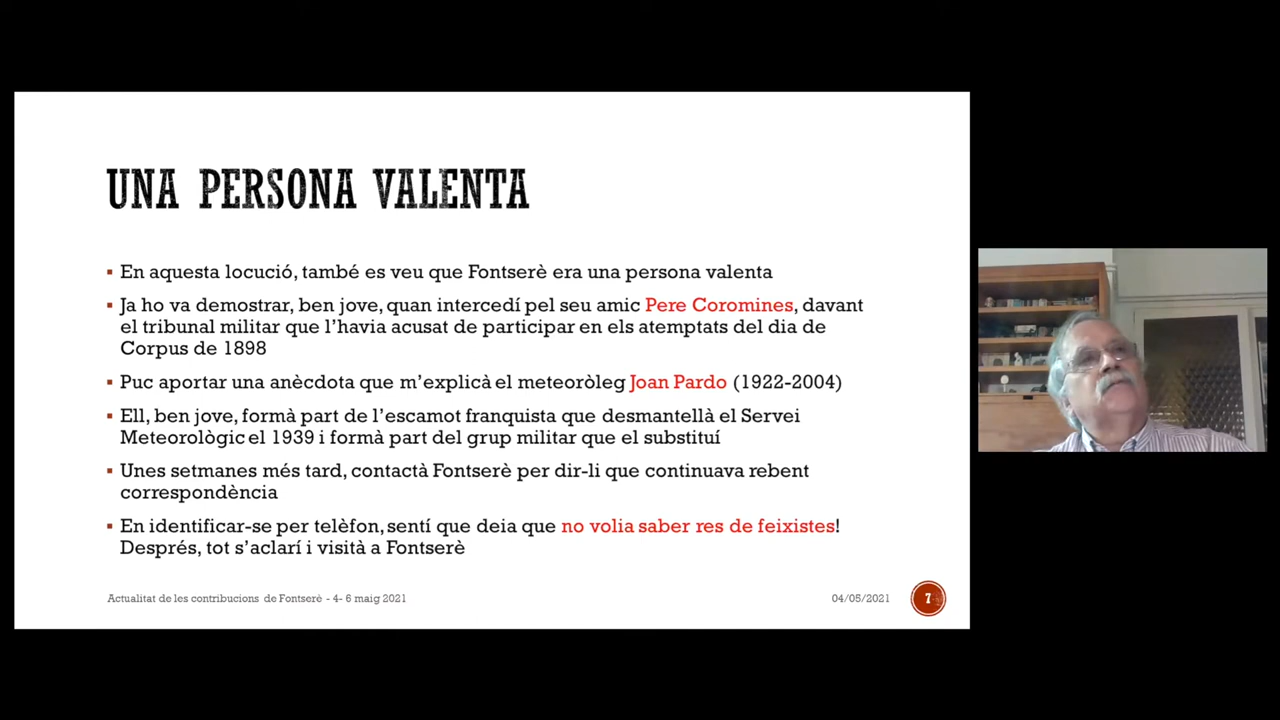 UNA PERSONA VALENTA
▪ En aquesta locució, també es veu que Fontserè era una persona valenta
▪ Ja ho va demostrar, ben jove, quan intercedí pel seu amic Pere Coromines, davant
el tribunal militar que l'havia acusat de participar en els atemptats del dia de
Corpus de 1898
▪ Puc aportar una anècdota que m'explicà el meteoròleg Joan Pardo (1922-2004)
▪ Ell, ben jove, formà part de l'escamot franquista que desmantellà el Servei
Meteorològic el 1939 i formà part del grup militar que el substituí
▪ Unes setmanes més tard, contactà Fontserè per dir-li que continuava rebent
correspondència
▪ En identificar-se per telèfon, sentí que deia que no volia saber res de feixistes!
Després, tot s'aclarí i visità a Fontserè
Actualitat de les contribucions de Fontserè - 4- 6 maig 2021
04/05/2021
7